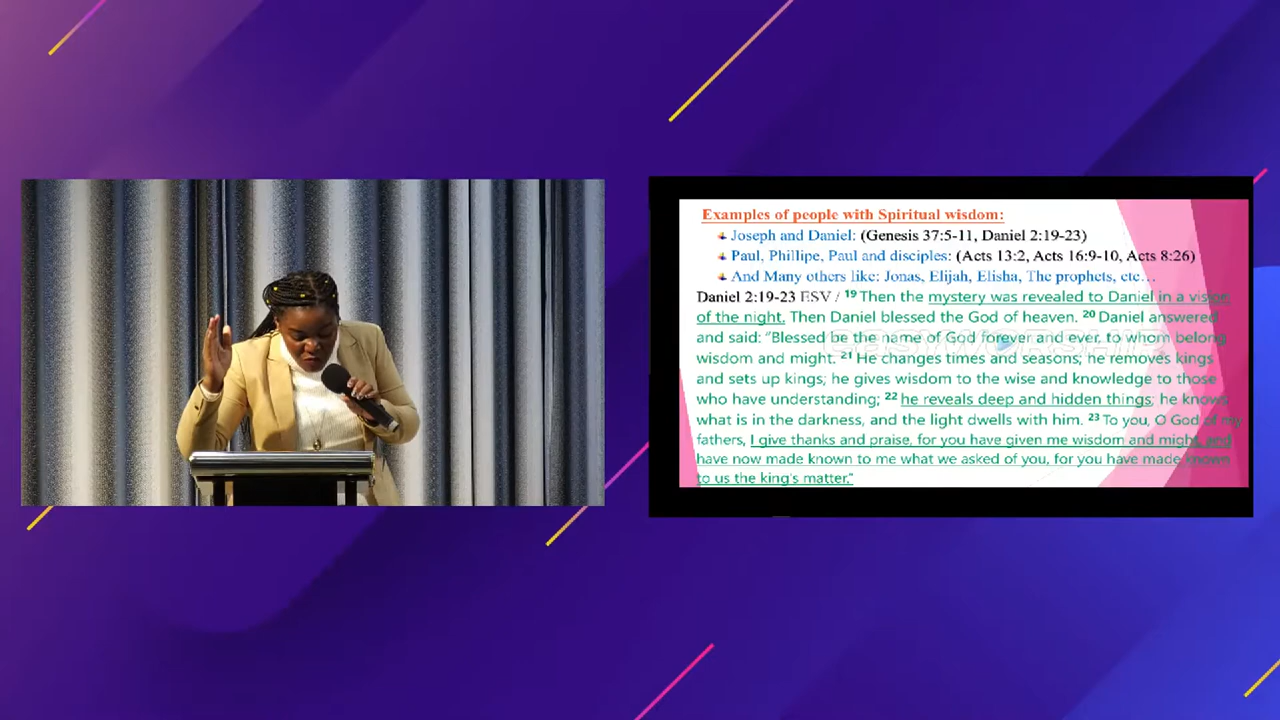 Examples of people with Spiritual wisdom:
Joseph and Daniel: (Genesis 37:5-11, Daniel 2:19-23)
Paul, Phillipe, Paul and disciples: (Acts 13:2, Acts 16:9-10, Acts 8:26)
And Many others like: Jonas, Elijah, Elisha, The prophets, etc…
Daniel 2:19-23 ESV / 19 Then the mystery was revealed to Daniel in a vision
of the night. Then Daniel blessed the God of heaven. 20 Daniel answered
and said: “Blessed be the name of God forever and ever, to whom belong
wisdom and might. 21 He changes times and seasons; he removes kings
and sets up kings; he gives wisdom to the wise and knowledge to those
who have understanding; 22 he reveals deep and hidden things; he knows
what is in the darkness, and the light dwells with him. 23 To you, O God of my
fathers, I give thanks and praise, for you have given me wisdom and might, and
have now made known to me what we asked of you, for you have made known
to us the king's matter.”